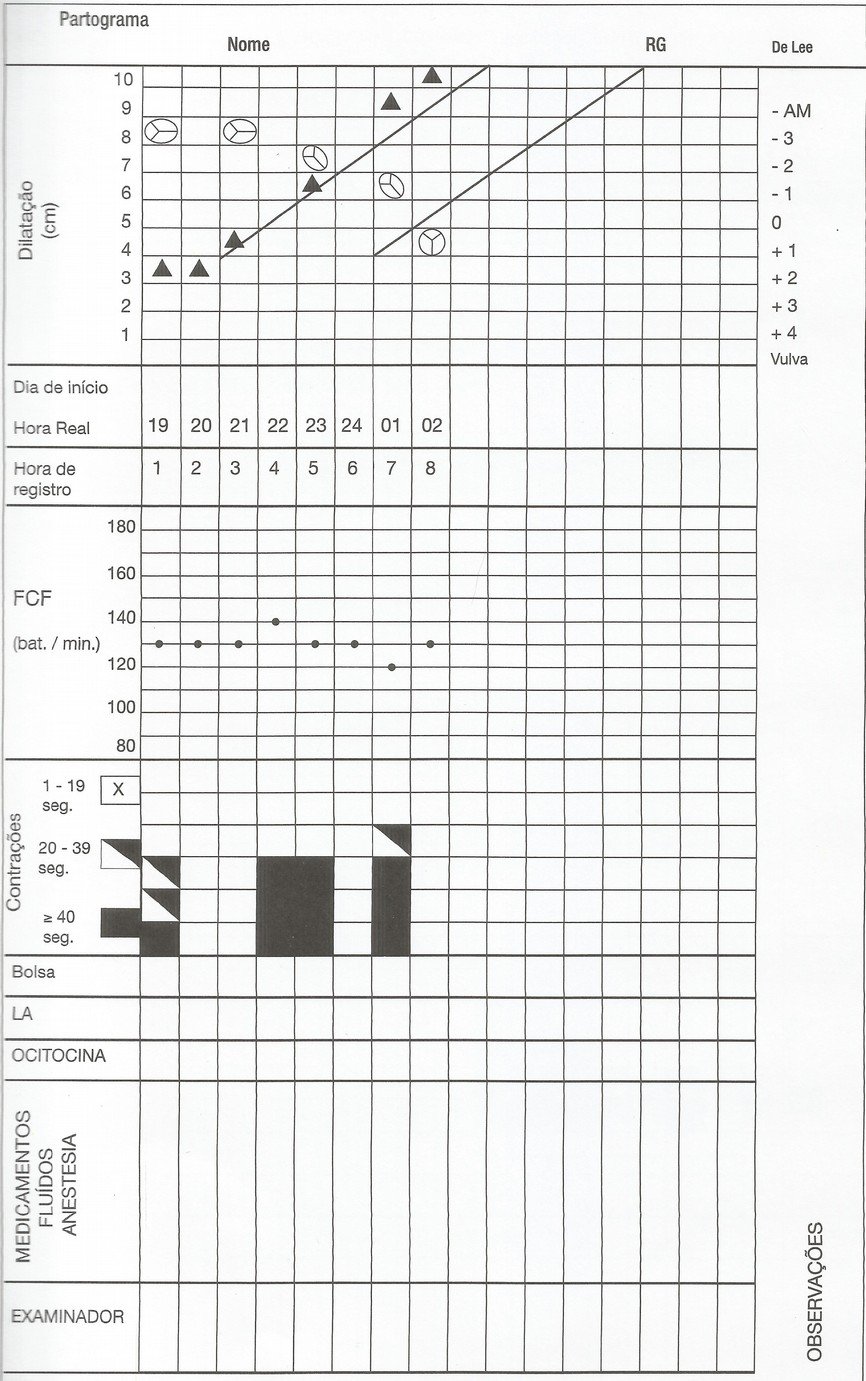 Partograma
Nome RG De Lee
10
9 - AM
8 - 3
7 - 2
6 - 1
5 0
4 + 1
3 + 2
2 + 3
1 + 4
Vulva
Dilatação
(cm)
Dia de início
Hora Real 19 20 21 22 23 24 01 02
Hora de
registro 1 2 3 4 5 6 7 8
180
160
FCF
140
(bat. / min.)
120
100
80
Contrações
1 - 19
seg. X
20 - 39
seg.
≥ 40
seg.
Bolsa
LA
OCITOCINA
MEDICAMENTOS
FLUÍDOS
ANESTESIA
EXAMINADOR
OBSERVAÇÕES